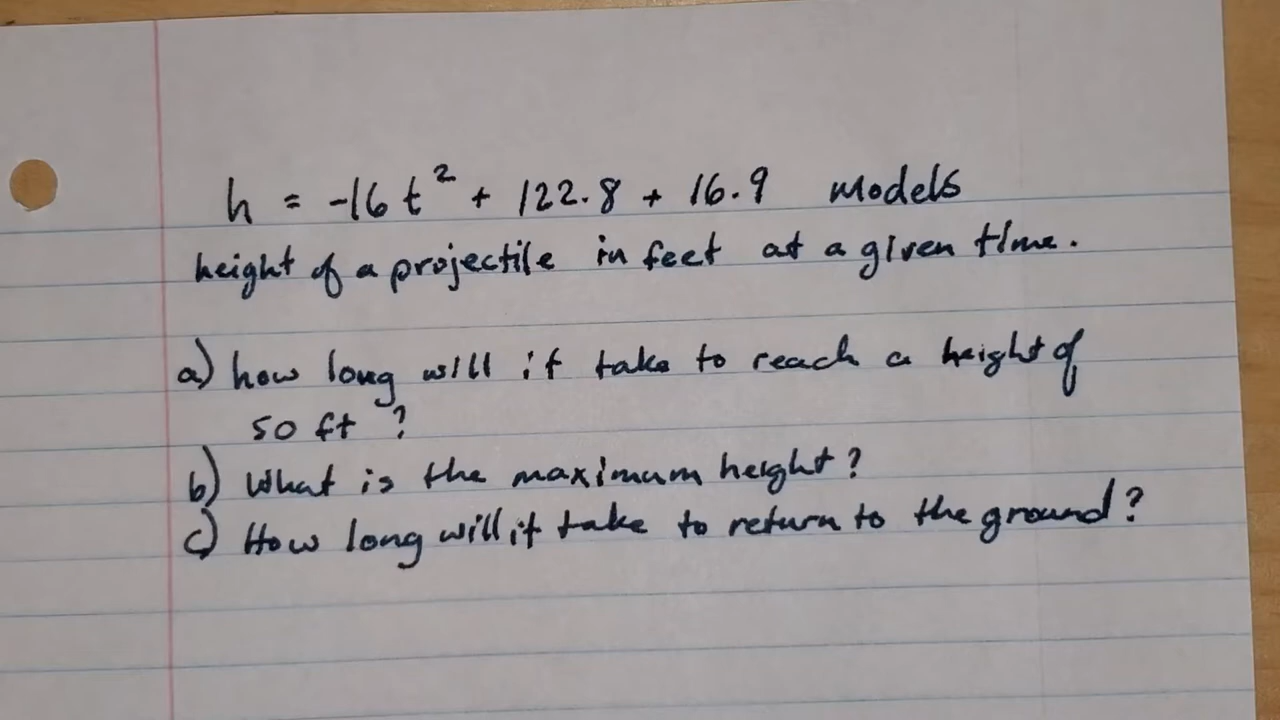 h = -16t² + 122.8 + 16.9 models
height of a projectile in feet at a given time.
a) how long will it take to reach a height of
50 ft ?
b) What is the maximum height?
c) How long will it take to return to the ground?